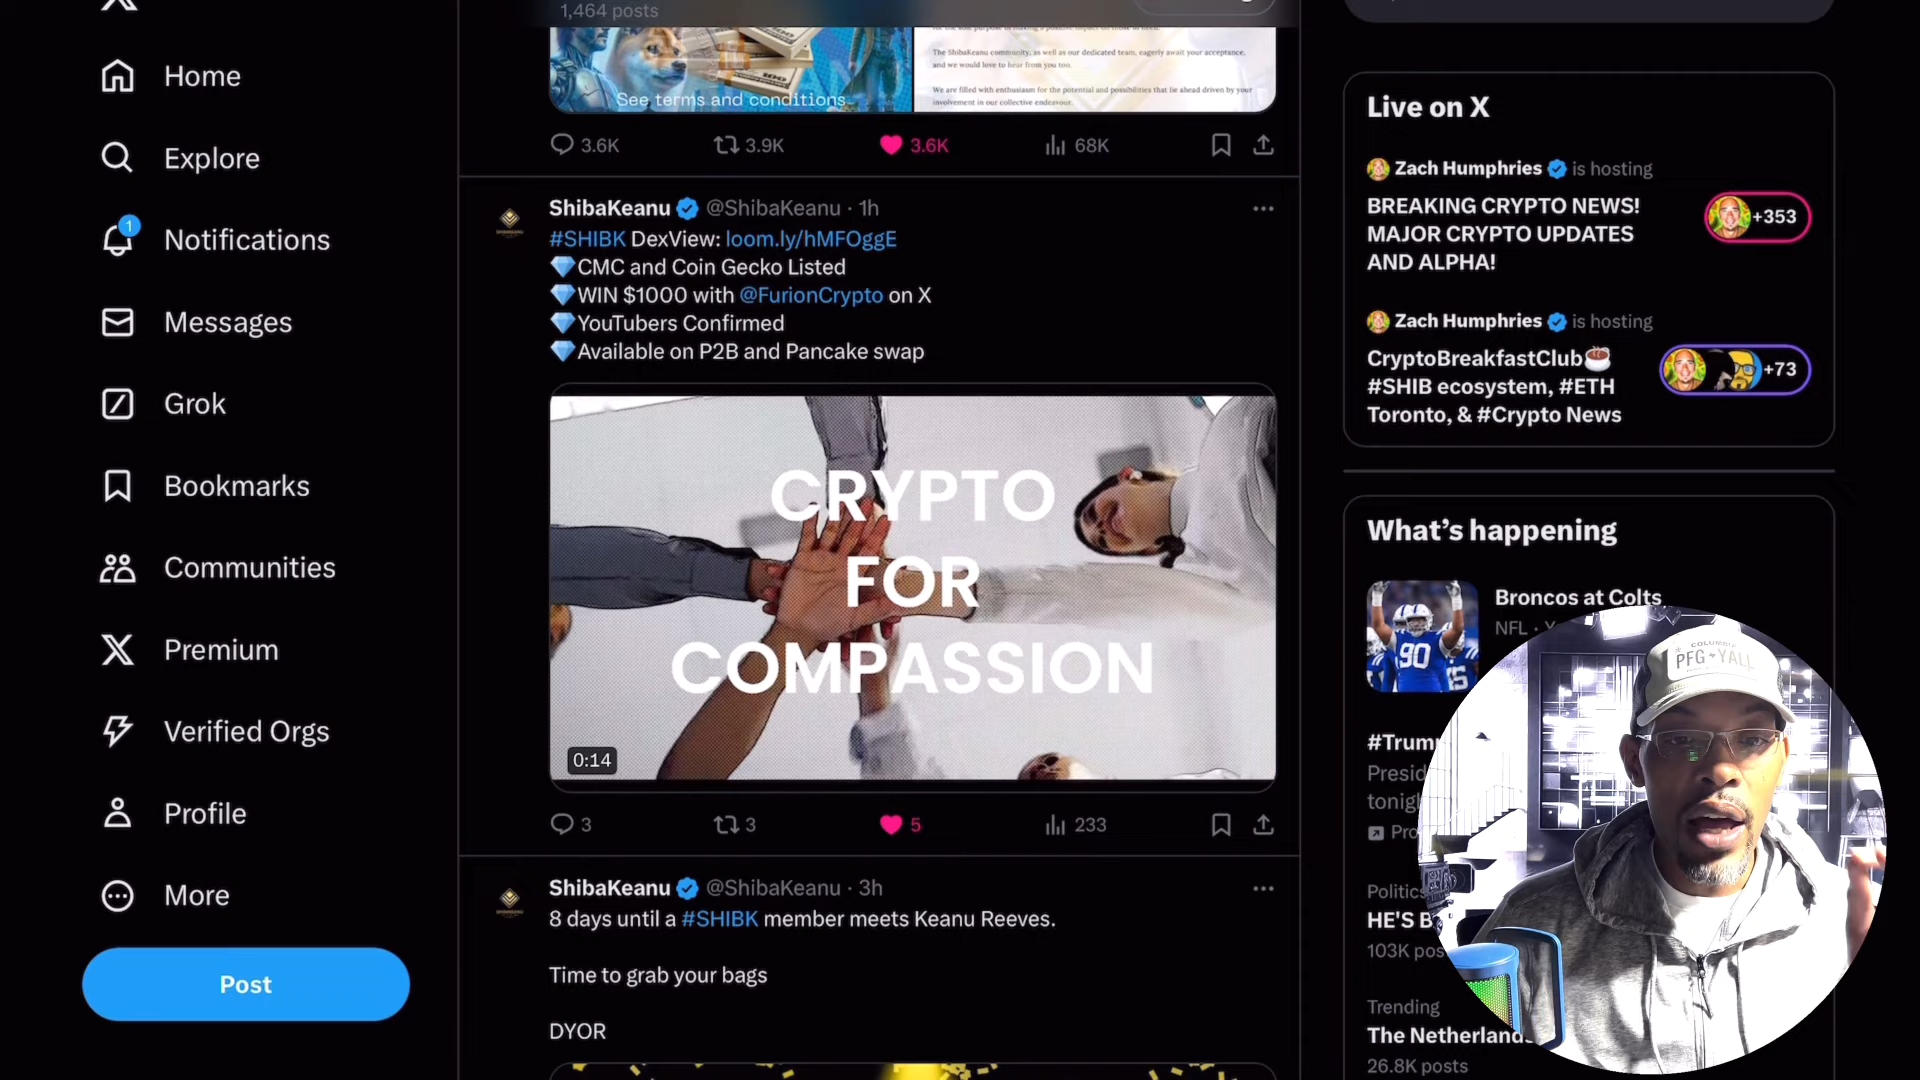 Home
Explore
1
Notifications
Messages
Grok
Bookmarks
Communities
Premium
Verified Orgs
Profile
More
Post
1,464 posts
See terms and conditions
The ShibaKeanu community, as well as our dedicated team, eagerly await your acceptance,
and we would love to hear from you too.
We are filled with enthusiasm for the potential and possibilities that lie ahead driven by your
involvement in our collective endeavour.
3.6K 3.9K 3.6K 68K
ShibaKeanu @ShibaKeanu · 1h
#SHIBK DexView: loom.ly/hMFOggE
💎CMC and Coin Gecko Listed
💎WIN $1000 with @FurionCrypto on X
💎YouTubers Confirmed
💎Available on P2B and Pancake swap
CRYPTO
FOR
COMPASSION
0:14
3 3 5 233
ShibaKeanu @ShibaKeanu · 3h
8 days until a #SHIBK member meets Keanu Reeves.
Time to grab your bags
DYOR
Live on X
Zach Humphries is hosting
BREAKING CRYPTO NEWS!
MAJOR CRYPTO UPDATES
AND ALPHA!
+353
Zach Humphries is hosting
CryptoBreakfastClub☕
#SHIB ecosystem, #ETH
Toronto, & #Crypto News
+73
What's happening
Broncos at Colts
NFL · Y
90
15
#Trum
Presid
tonig
Pro
Politics
HE'S B
103K pos
Trending
The Netherlands
26.8K posts
COLUMBIA
PFG YALL